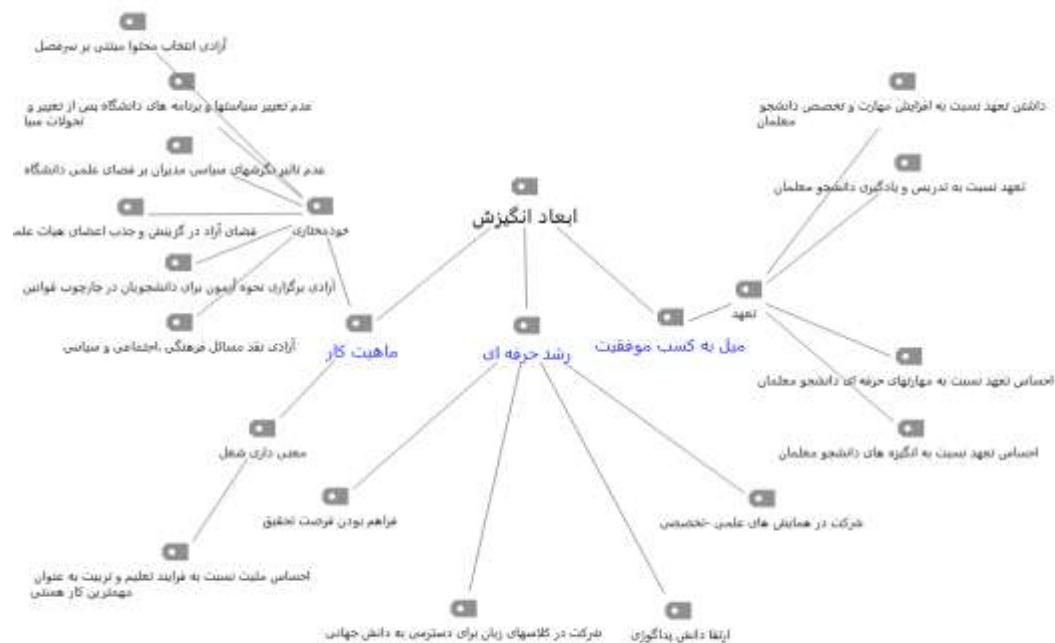 آزادی انتخاب محتوا مبتنی بر سرفصل
عدم تغییر سیاستها و برنامه های دانشگاه پس از تغییر و
تحولات سیا
عدم تاثیر نگرشهای سیاسی مدیران بر فضای علمی دانشگاه
فضای آزاد در گزینش و جذب اعضای هیات علم
خودمختاری
آزادی برگزاری نحوه آزمون برای دانشجویان در چارچوب قوانین
آزادی نقد مسائل فرهنگی ،اجتماعی و سیاسی
ابعاد انگیزش
ماهیت کار
رشد حرفه ای
میل به کسب موفقیت
داشتن تعهد نسبت به افزایش مهارت و تخصص دانشجو
معلمان
تعهد نسبت به تدریس و یادگیری دانشجو معلمان
تعهد
احساس تعهد نسبت به مهارتهای حرفه ای دانشجو معلمان
احساس تعهد نسبت به انگیزه های دانشجو معلمان
معنی داری شغل
فراهم بودن فرصت تحقیق
شرکت در همایش های علمی -تخصصی
احساس مثبت نسبت به فرایند تعلیم و تربیت به عنوان
مهمترین کار هستی
شرکت در کلاسهای زبان برای دسترسی به دانش جهانی
ارتقا دانش پداگوژی